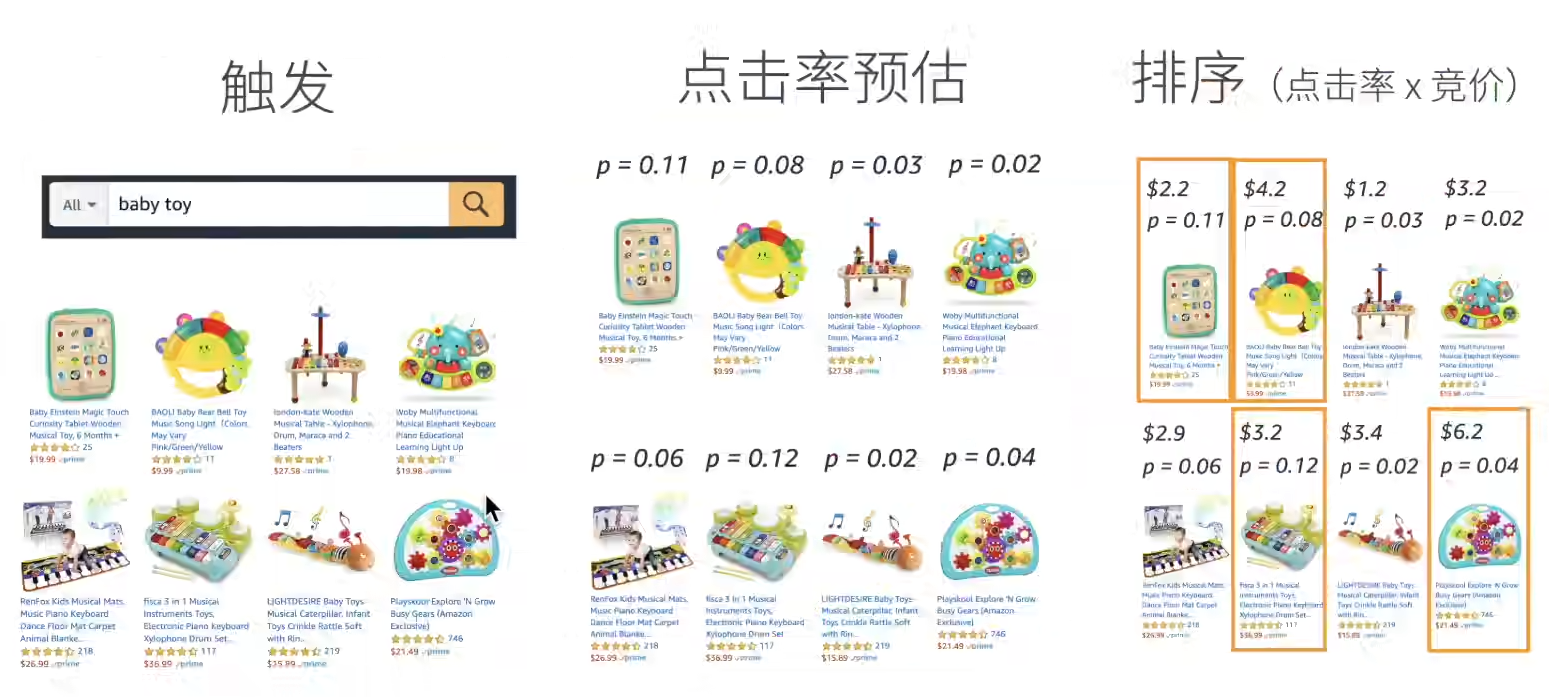 触发
点击率预估
排序（点击率 x 竞价）
All
baby toy
Baby Einstein Magic Touch
Curiosity Tablet Wooden
Musical Toy, 6 Months +
25
$19.99 prime
BAOLI Baby Bear Bell Toy
Music Song Light（Colors
May Vary
Pink/Green/Yellow
11
$9.99 prime
london-kate Wooden
Musical Table - Xylophone,
Drum, Maraca and 2
Beaters
1
$27.58 prime
Woby Multifunctional
Musical Elephant Keyboard
Piano Educational
Learning Light Up
8
$19.98 prime
RenFox Kids Musical Mats,
Music Piano Keyboard
Dance Floor Mat Carpet
Animal Blanke...
218
$26.99 prime
fisca 3 in 1 Musical
Instruments Toys,
Electronic Piano Keyboard
Xylophone Drum Set...
117
$36.99 prime
LIGHTDESIRE Baby Toys
Musical Caterpillar, Infant
Toys Crinkle Rattle Soft
with Rin...
219
$15.89 prime
Playskool Explore 'N Grow
Busy Gears (Amazon
Exclusive)
746
$21.49 prime
p = 0.11
p = 0.08
p = 0.03
p = 0.02
Baby Einstein Magic Touch
Curiosity Tablet Wooden
Musical Toy, 6 Months +
25
$19.99 prime
BAOLI Baby Bear Bell Toy
Music Song Light（Colors
May Vary
Pink/Green/Yellow
11
$9.99 prime
london-kate Wooden
Musical Table - Xylophone,
Drum, Maraca and 2
Beaters
1
$27.58 prime
Woby Multifunctional
Musical Elephant Keyboard
Piano Educational
Learning Light Up
8
$19.98 prime
p = 0.06
p = 0.12
p = 0.02
p = 0.04
RenFox Kids Musical Mats,
Music Piano Keyboard
Dance Floor Mat Carpet
Animal Blanke...
218
$26.99 prime
fisca 3 in 1 Musical
Instruments Toys,
Electronic Piano Keyboard
Xylophone Drum Set
117
$36.99 prime
LIGHTDESIRE Baby Toys
Musical Caterpillar, Infant
Toys Crinkle Rattle Soft
with Rin...
219
$15.89 prime
Playskool Explore 'N Grow
Busy Gears (Amazon
Exclusive)
746
$21.49 prime
$2.2
p = 0.11
Baby Einstein Magic Touch
Curiosity Tablet Wooden
Musical Toy, 6 Months +
25
$19.99 prime
$4.2
p = 0.08
BAOLI Baby Bear Bell Toy
Music Song Light（Colou
May Vary
Pink/Green/Yellow
11
$9.99 prime
$1.2
p = 0.03
london-kate Wooden
Musical Table - Xylophone,
Drum, Maraca and 2
Beaters
1
$27.58 prime
$3.2
p = 0.02
Woby Multifunctional
Musical Elephant Keyboard
Piano Educational
Learning Light Up...
8
$19.98 prime
$2.9
p = 0.06
RenFox Kids Musical Mats,
Music Piano Keyboard
Dance Floor Mat Carpet
Animal Blanke...
218
$26.99 prime
$3.2
p = 0.12
fisca 3 in 1 Musical
Instruments Toys,
Electronic Piano Keyboard
Xylophone Drum Set...
117
$36.99 prime
$3.4
p = 0.02
LIGHTDESIRE Baby Toys
Musical Caterpillar, Infant
Toys Crinkle Rattle Soft
with Rin...
219
$15.89 prime
$6.2
p = 0.04
Playskool Explore 'N Grow
Busy Gears (Amazon
Exclusive)
746
$21.49 prime